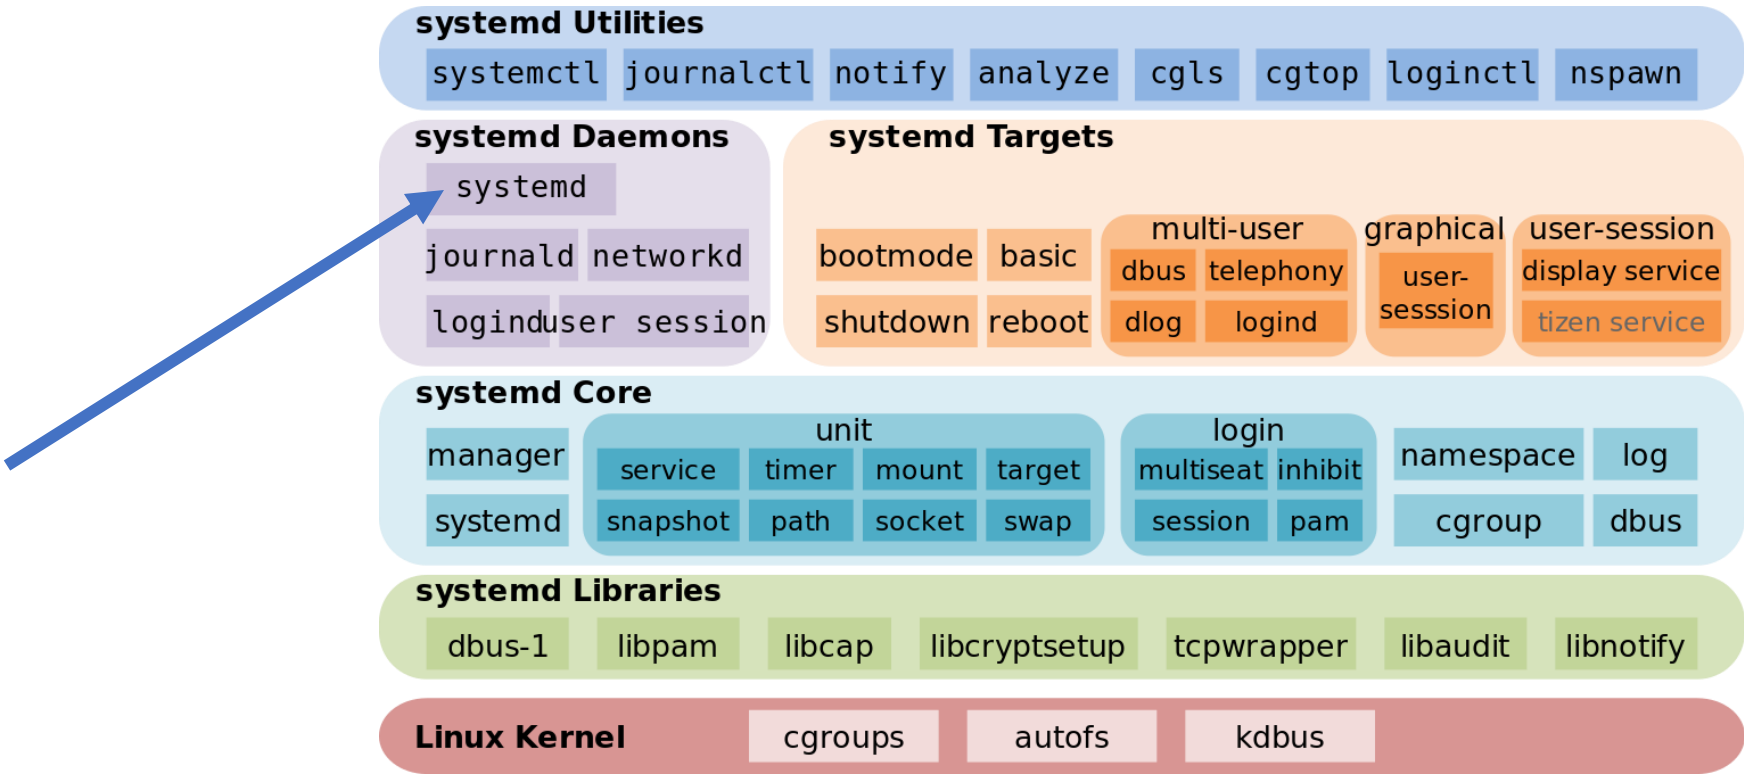 systemd Utilities
systemctl journalctl notify analyze cgls cgtop loginctl nspawn
systemd Daemons
systemd
journald networkd
logind user session
systemd Targets
bootmode basic
shutdown reboot
multi-user
dbus telephony
dlog logind
graphical
user-
sesssion
user-session
display service
tizen service
systemd Core
manager
systemd
unit
service timer mount target
snapshot path socket swap
login
multiseat inhibit
session pam
namespace log
cgroup dbus
systemd Libraries
dbus-1 libpam libcap libcryptsetup tcpwrapper libaudit libnotify
Linux Kernel cgroups autofs kdbus